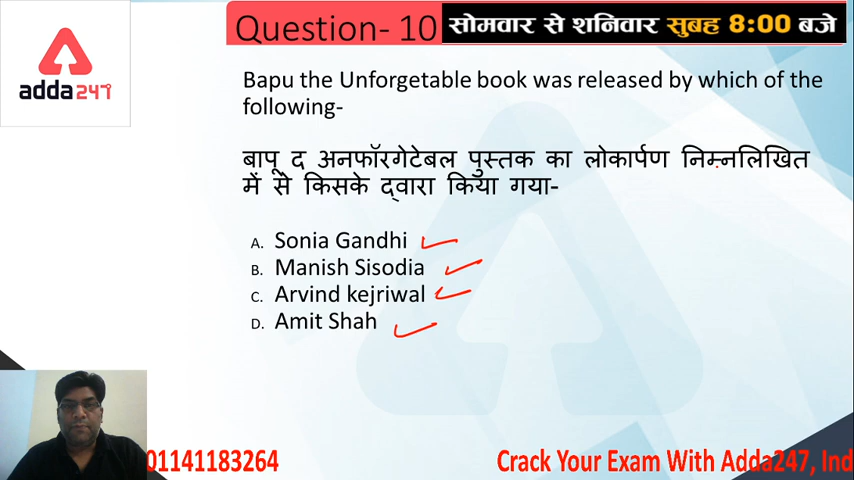 Question- 10
सोमवार से शनिवार सुबह 8:00 बजे
adda247
Bapu the Unforgetable book was released by which of the
following-
बापू द अनफॉरगेटेबल पुस्तक का लोकार्पण निम्नलिखित
में से किसके द्वारा किया गया-
A. Sonia Gandhi
B. Manish Sisodia
C. Arvind kejriwal
D. Amit Shah
01141183264
Crack Your Exam With Adda247, Ind